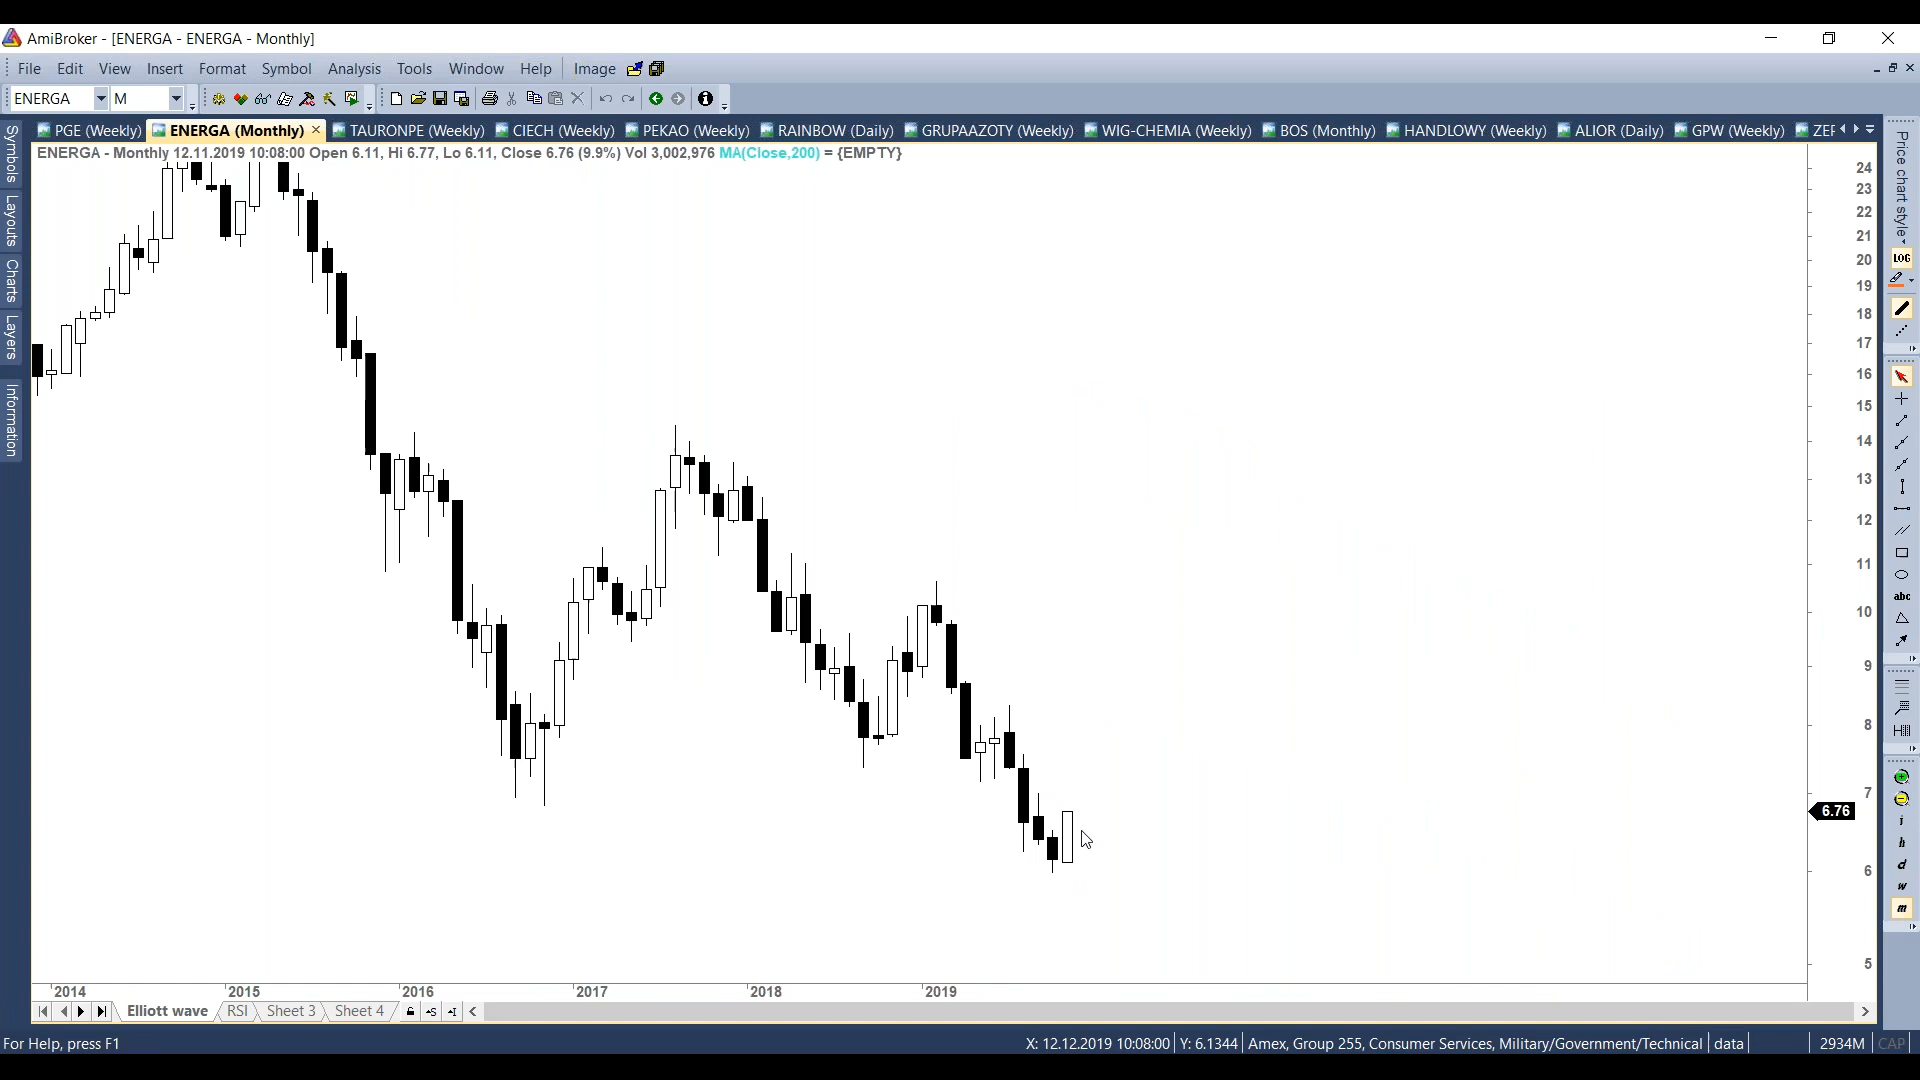 AmiBroker - [ENERGA - ENERGA - Monthly]
File Edit View Insert Format Symbol Analysis Tools Window Help Image
ENERGA M
PGE (Weekly) ENERGA (Monthly) TAURONPE (Weekly) CIECH (Weekly) PEKAO (Weekly) RAINBOW (Daily) GRUPAAZOTY (Weekly) WIG-CHEMIA (Weekly) BOS (Monthly) HANDLOWY (Weekly) ALIOR (Daily) GPW (Weekly)
ENERGA - Monthly 12.11.2019 10:08:00 Open 6.11, Hi 6.77, Lo 6.11, Close 6.76 (9.9%) Vol 3,002,976 MA(Close,200) = {EMPTY}
Symbols
Layouts
Charts
Layers
Information
24
23
22
21
20
19
18
17
16
15
14
13
12
11
10
9
8
7
6.76
6
5
Price chart style
LOG
abc
H
i
h
d
w
m
2014 2015 2016 2017 2018 2019
Elliott wave RSI Sheet 3 Sheet 4
For Help, press F1 X: 12.12.2019 10:08:00 Y: 6.1344 Amex, Group 255, Consumer Services, Military/Government/Technical data 2934M CAP